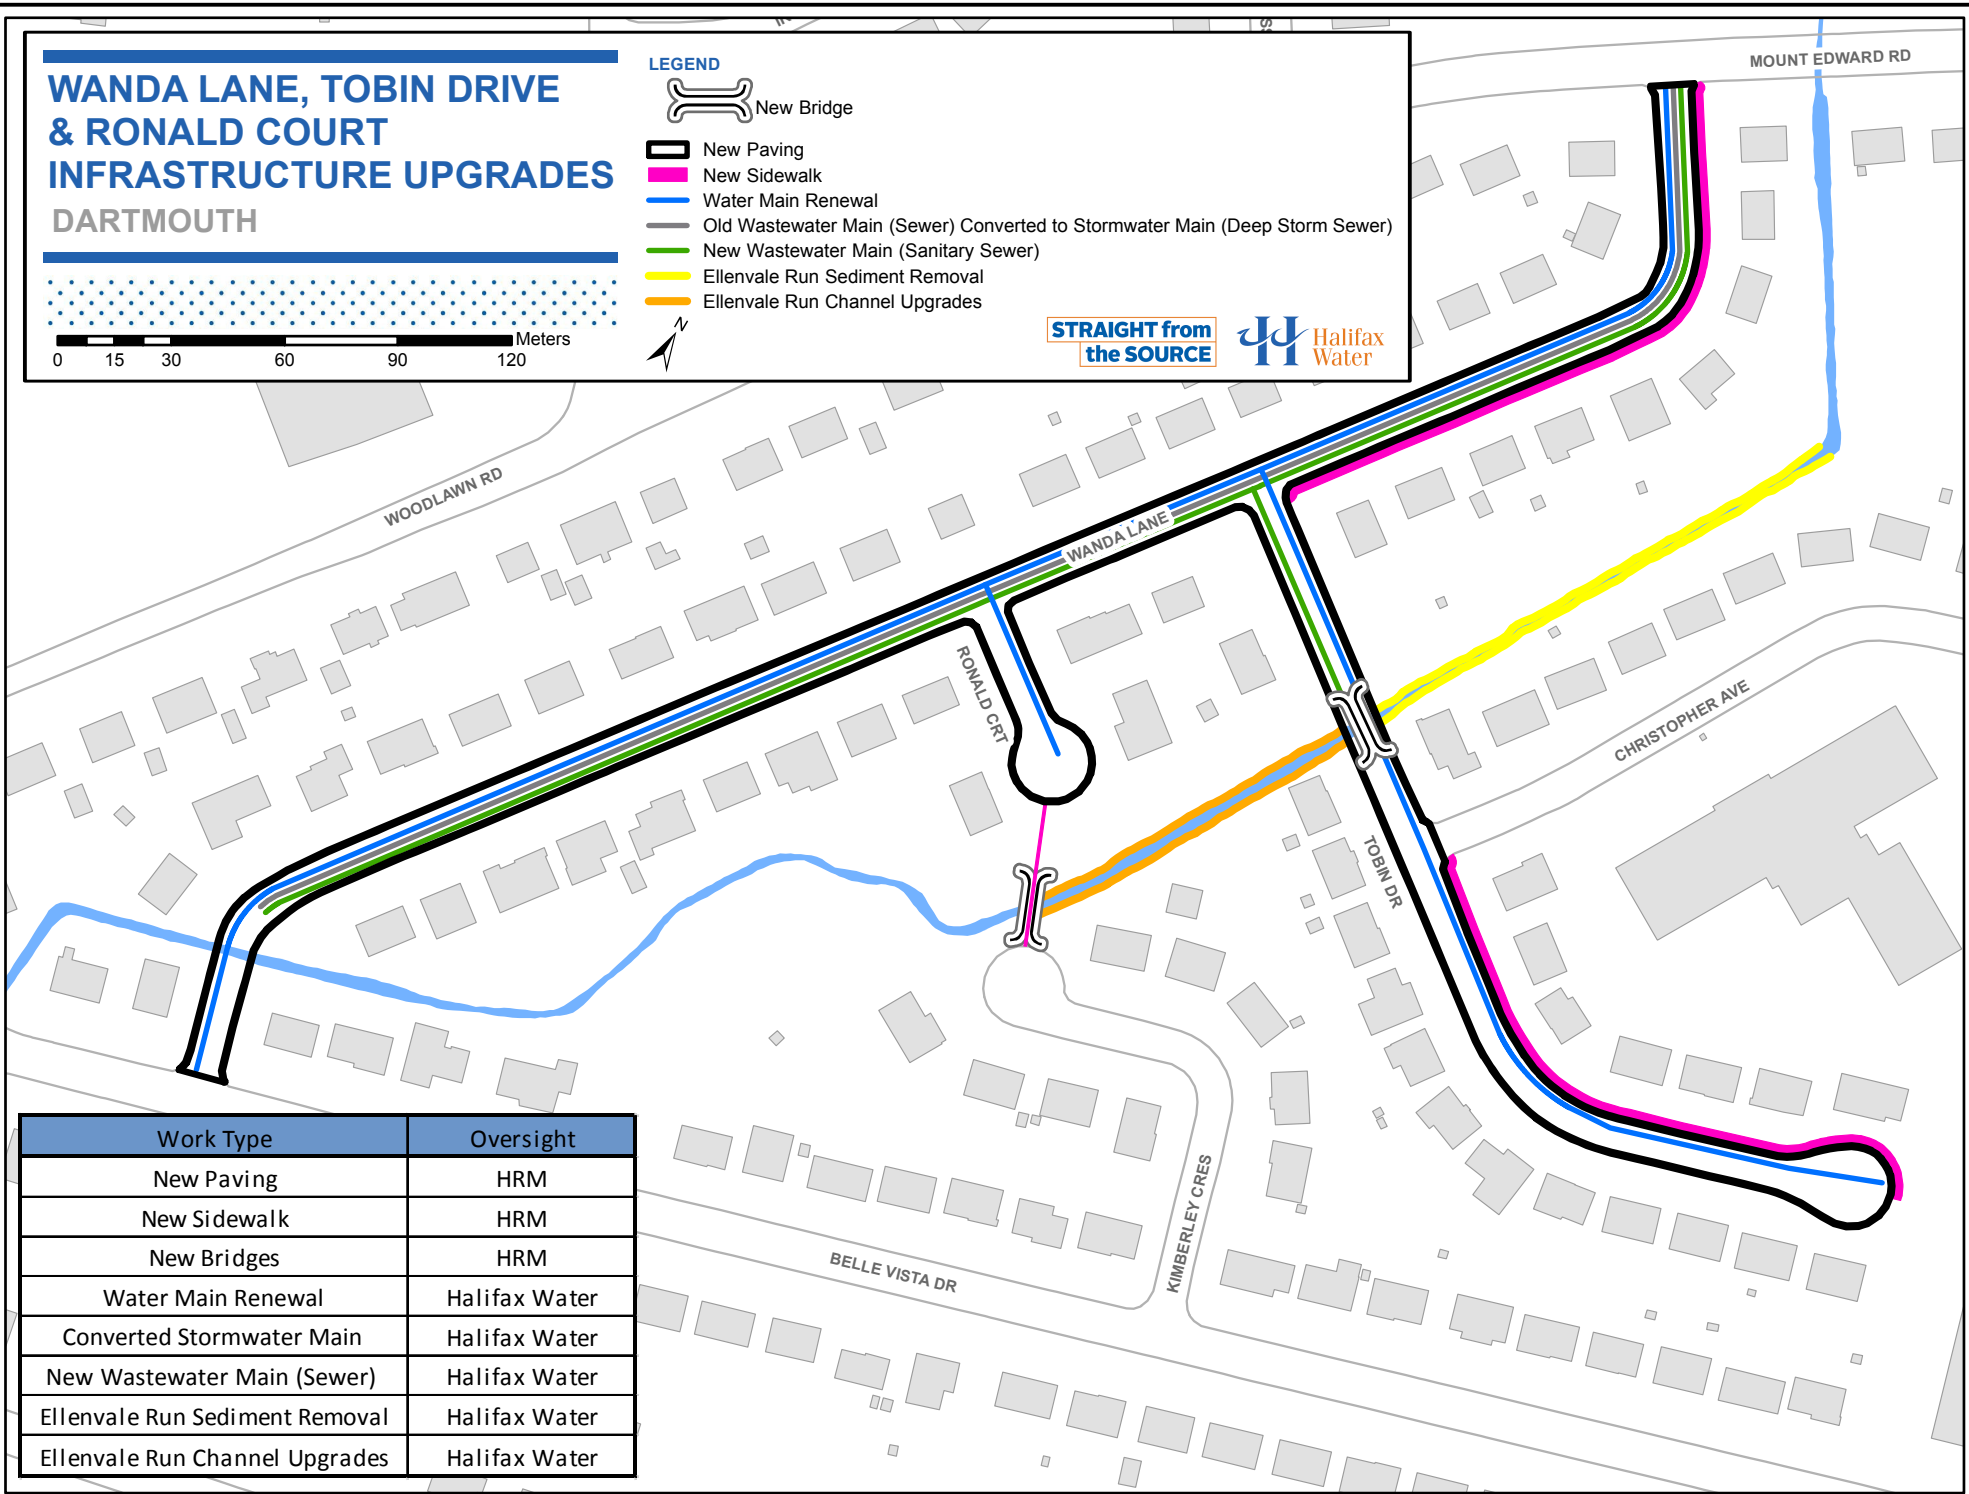 WANDA LANE, TOBIN DRIVE
& RONALD COURT
INFRASTRUCTURE UPGRADES
DARTMOUTH
Meters
0 15 30 60 90 120
LEGEND
New Bridge
New Paving
New Sidewalk
Water Main Renewal
Old Wastewater Main (Sewer) Converted to Stormwater Main (Deep Storm Sewer)
New Wastewater Main (Sanitary Sewer)
Ellenvale Run Sediment Removal
Ellenvale Run Channel Upgrades
N
STRAIGHT from
the SOURCE
Halifax
Water
MOUNT EDWARD RD
WOODLAWN RD
WANDA LANE
RONALD CRT
CHRISTOPHER AVE
TOBIN DR
KIMBERLEY CRES
BELLE VISTA DR
Work Type Oversight
New Paving HRM
New Sidewalk HRM
New Bridges HRM
Water Main Renewal Halifax Water
Converted Stormwater Main Halifax Water
New Wastewater Main (Sewer) Halifax Water
Ellenvale Run Sediment Removal Halifax Water
Ellenvale Run Channel Upgrades Halifax Water